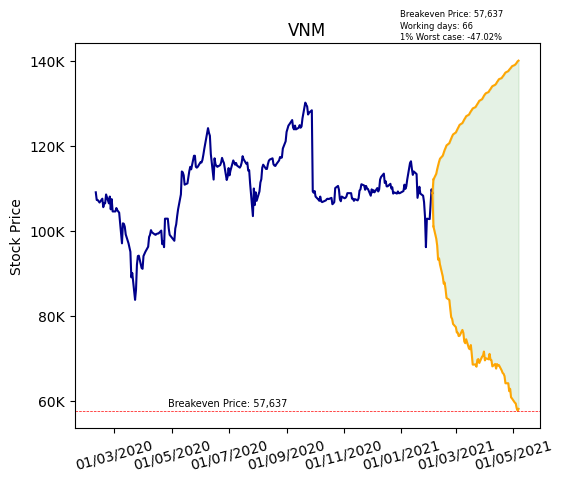 Breakeven Price: 57,637
Working days: 66
1% Worst case: -47.02%
VNM
Stock Price
140K
120K
100K
80K
60K
Breakeven Price: 57,637
01/03/2020
01/05/2020
01/07/2020
01/09/2020
01/11/2020
01/01/2021
01/03/2021
01/05/2021